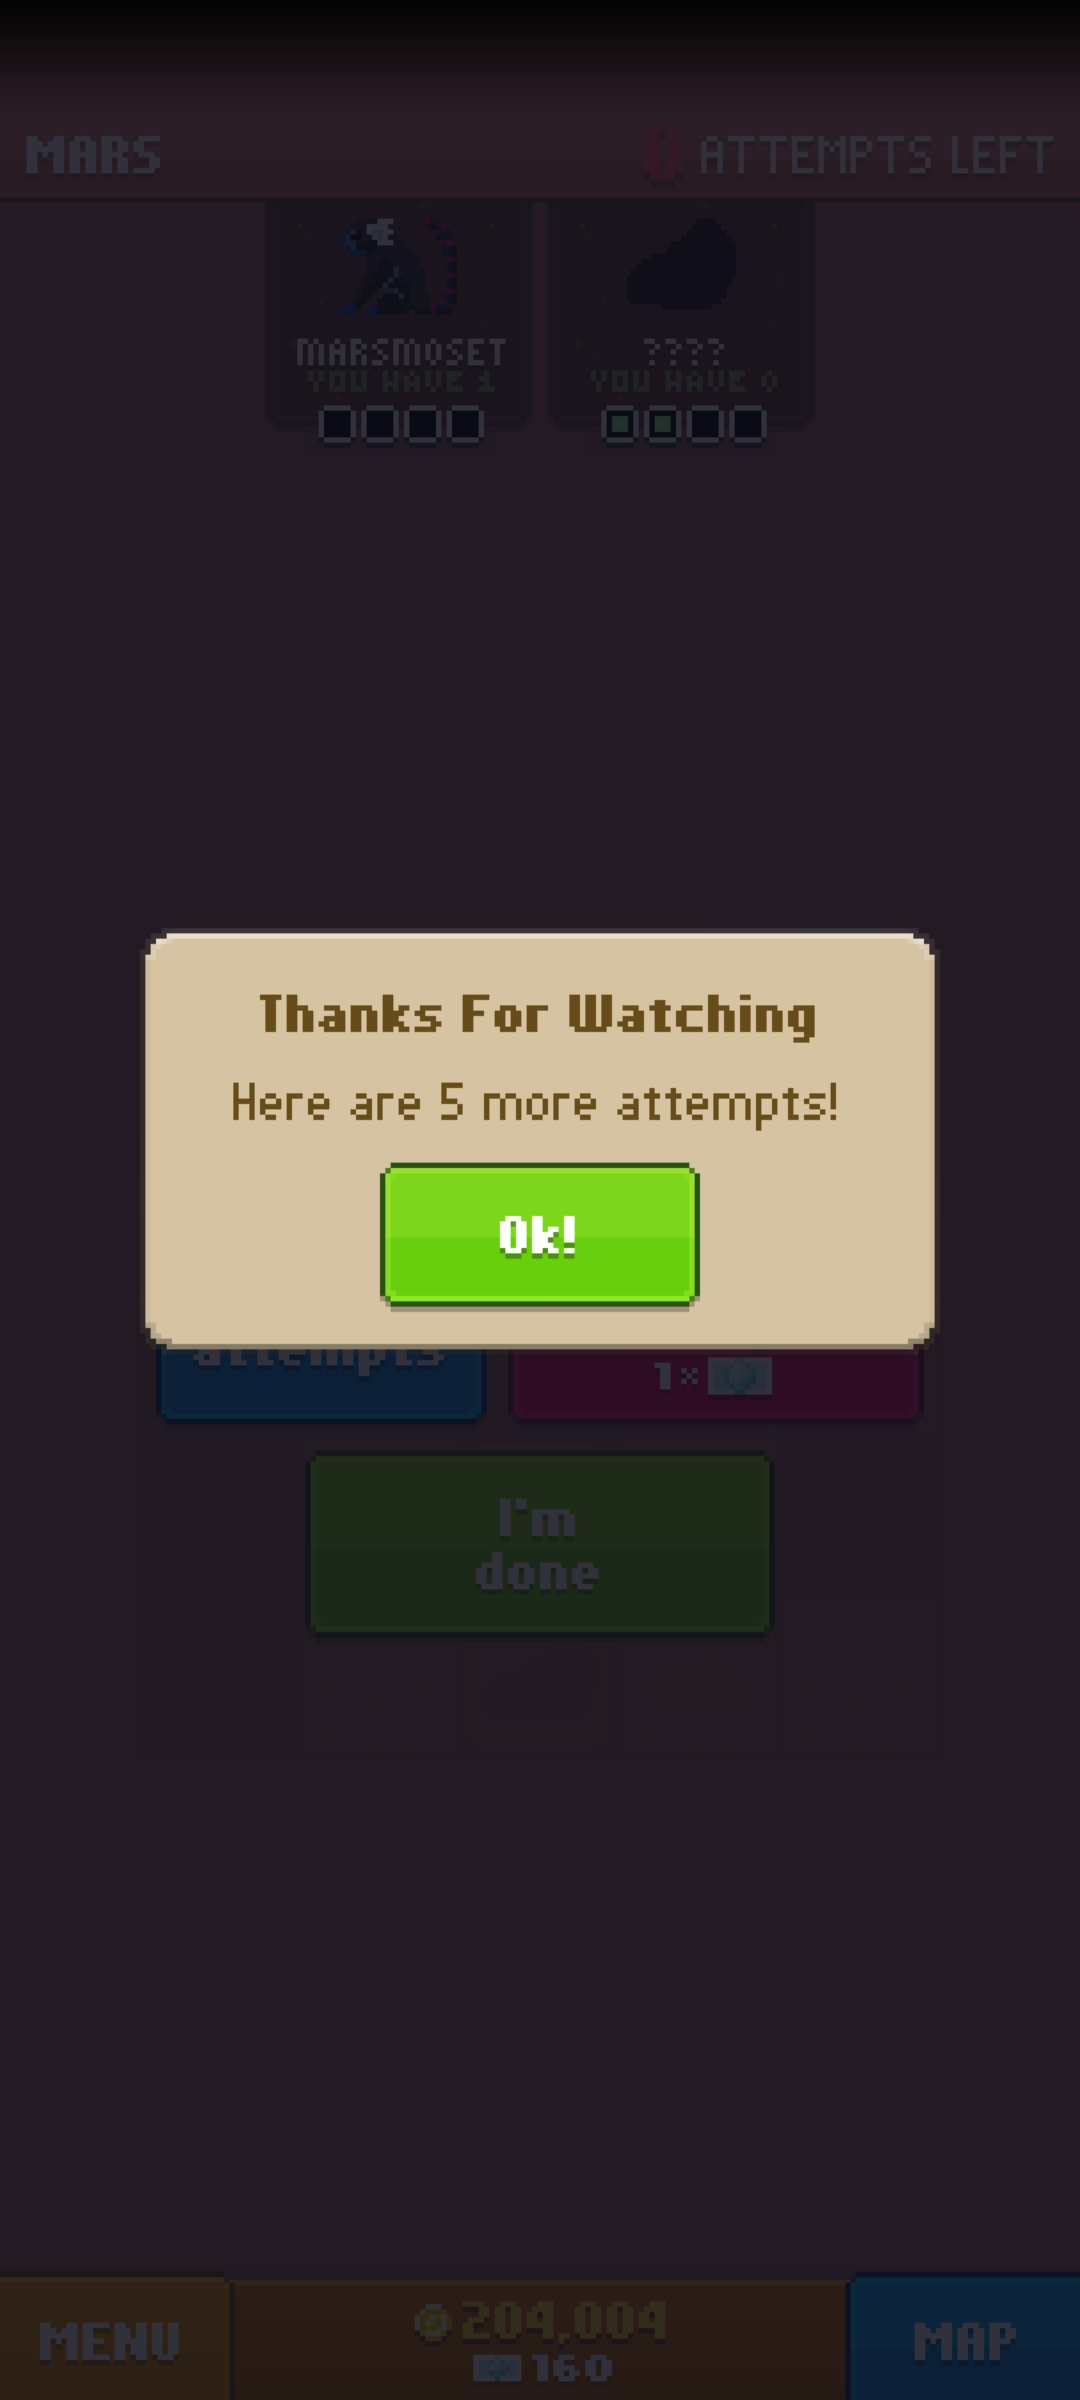 MARS
0 ATTEMPTS LEFT
MARSMOSET
YOU HAVE 1
????
YOU HAVE 0
Thanks For Watching
Here are 5 more attempts!
Ok!
attempts
1×
I'm
done
MENU
204,004
160
MAP